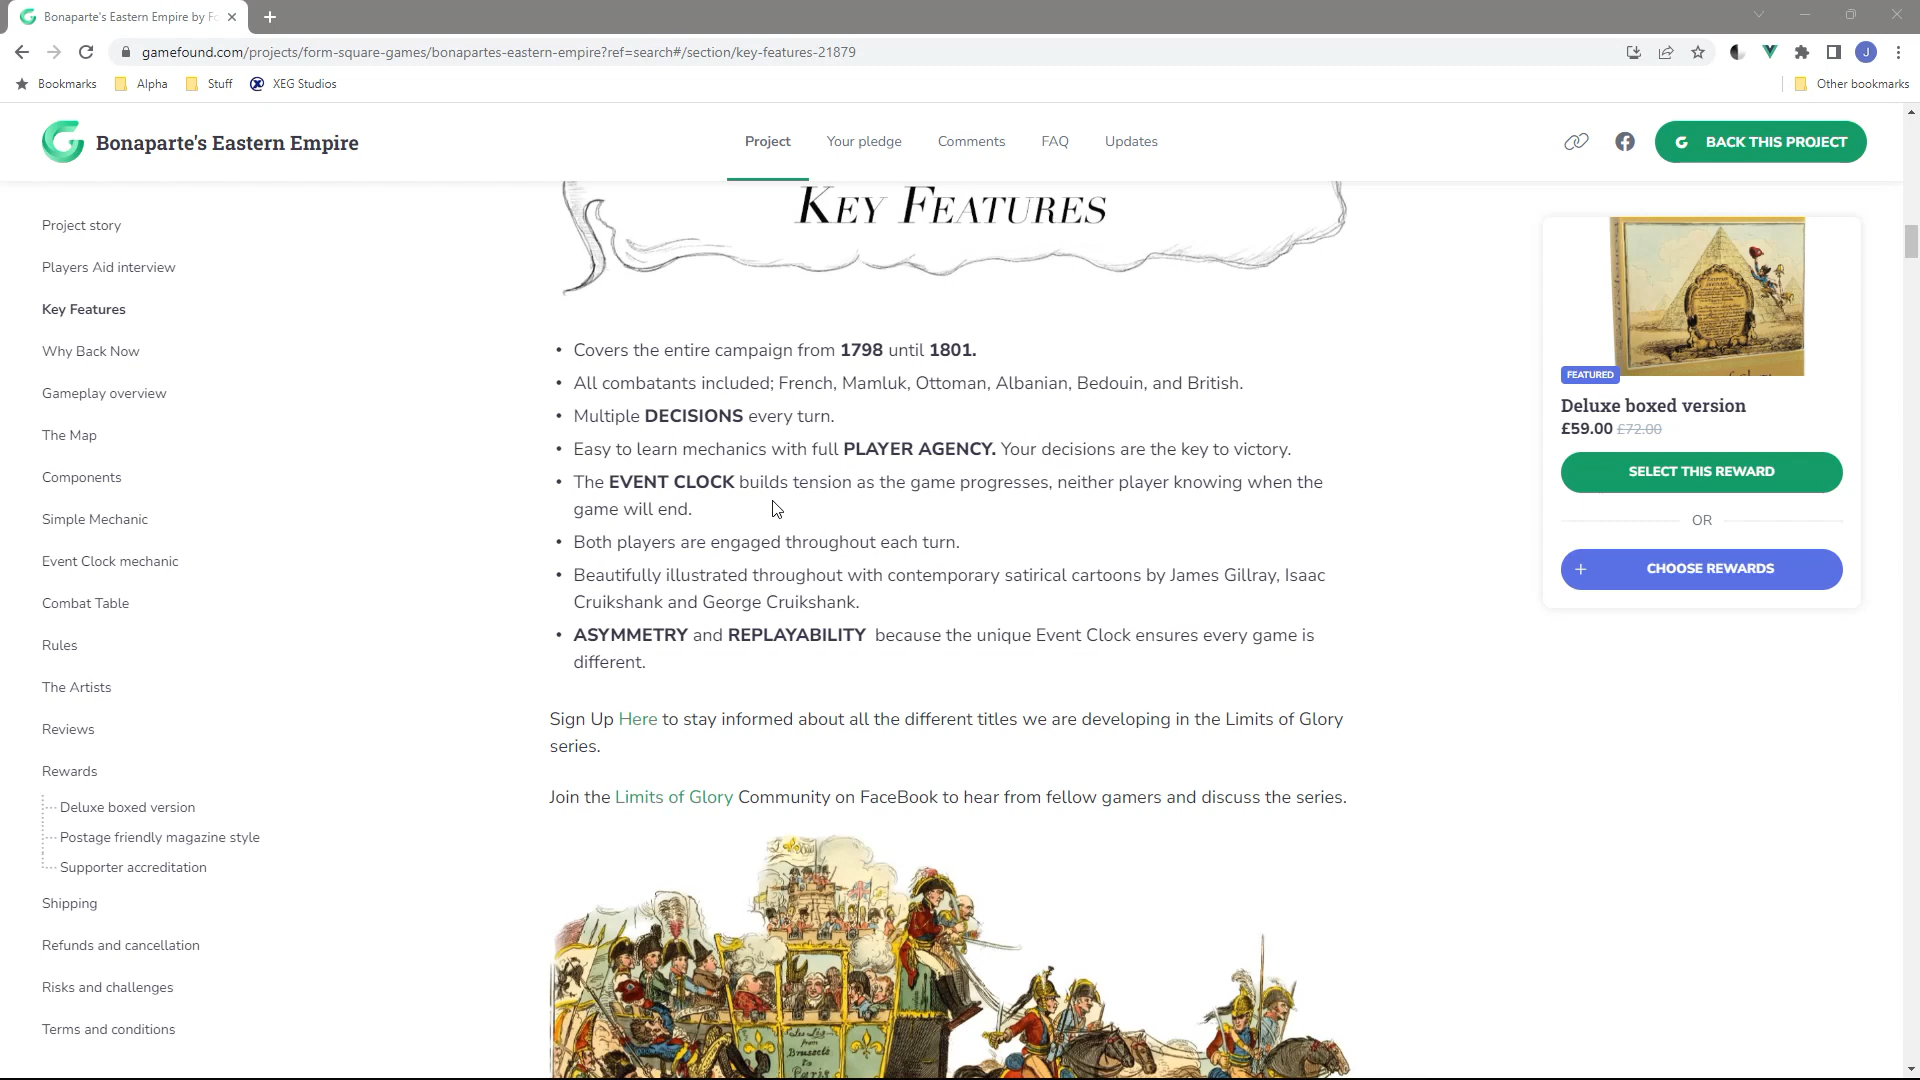 Bonaparte's Eastern Empire by Fo
gamefound.com/projects/form-square-games/bonapartes-eastern-empire?ref=search#/section/key-features-21879
J
Bookmarks
Alpha
Stuff
XEG Studios
Other bookmarks
Bonaparte's Eastern Empire
Project
Your pledge
Comments
FAQ
Updates
BACK THIS PROJECT
Project story
Players Aid interview
Key Features
Why Back Now
Gameplay overview
The Map
Components
Simple Mechanic
Event Clock mechanic
Combat Table
Rules
The Artists
Reviews
Rewards
Deluxe boxed version
Postage friendly magazine style
Supporter accreditation
Shipping
Refunds and cancellation
Risks and challenges
Terms and conditions
KEY FEATURES
• Covers the entire campaign from 1798 until 1801.
• All combatants included; French, Mamluk, Ottoman, Albanian, Bedouin, and British.
• Multiple DECISIONS every turn.
• Easy to learn mechanics with full PLAYER AGENCY. Your decisions are the key to victory.
• The EVENT CLOCK builds tension as the game progresses, neither player knowing when the
game will end.
• Both players are engaged throughout each turn.
• Beautifully illustrated throughout with contemporary satirical cartoons by James Gillray, Isaac
Cruikshank and George Cruikshank.
• ASYMMETRY and REPLAYABILITY because the unique Event Clock ensures every game is
different.
Sign Up Here to stay informed about all the different titles we are developing in the Limits of Glory
series.
Join the Limits of Glory Community on FaceBook to hear from fellow gamers and discuss the series.
from
Brussels
to
Paris
FEATURED
Deluxe boxed version
£59.00 £72.00
SELECT THIS REWARD
OR
+ CHOOSE REWARDS